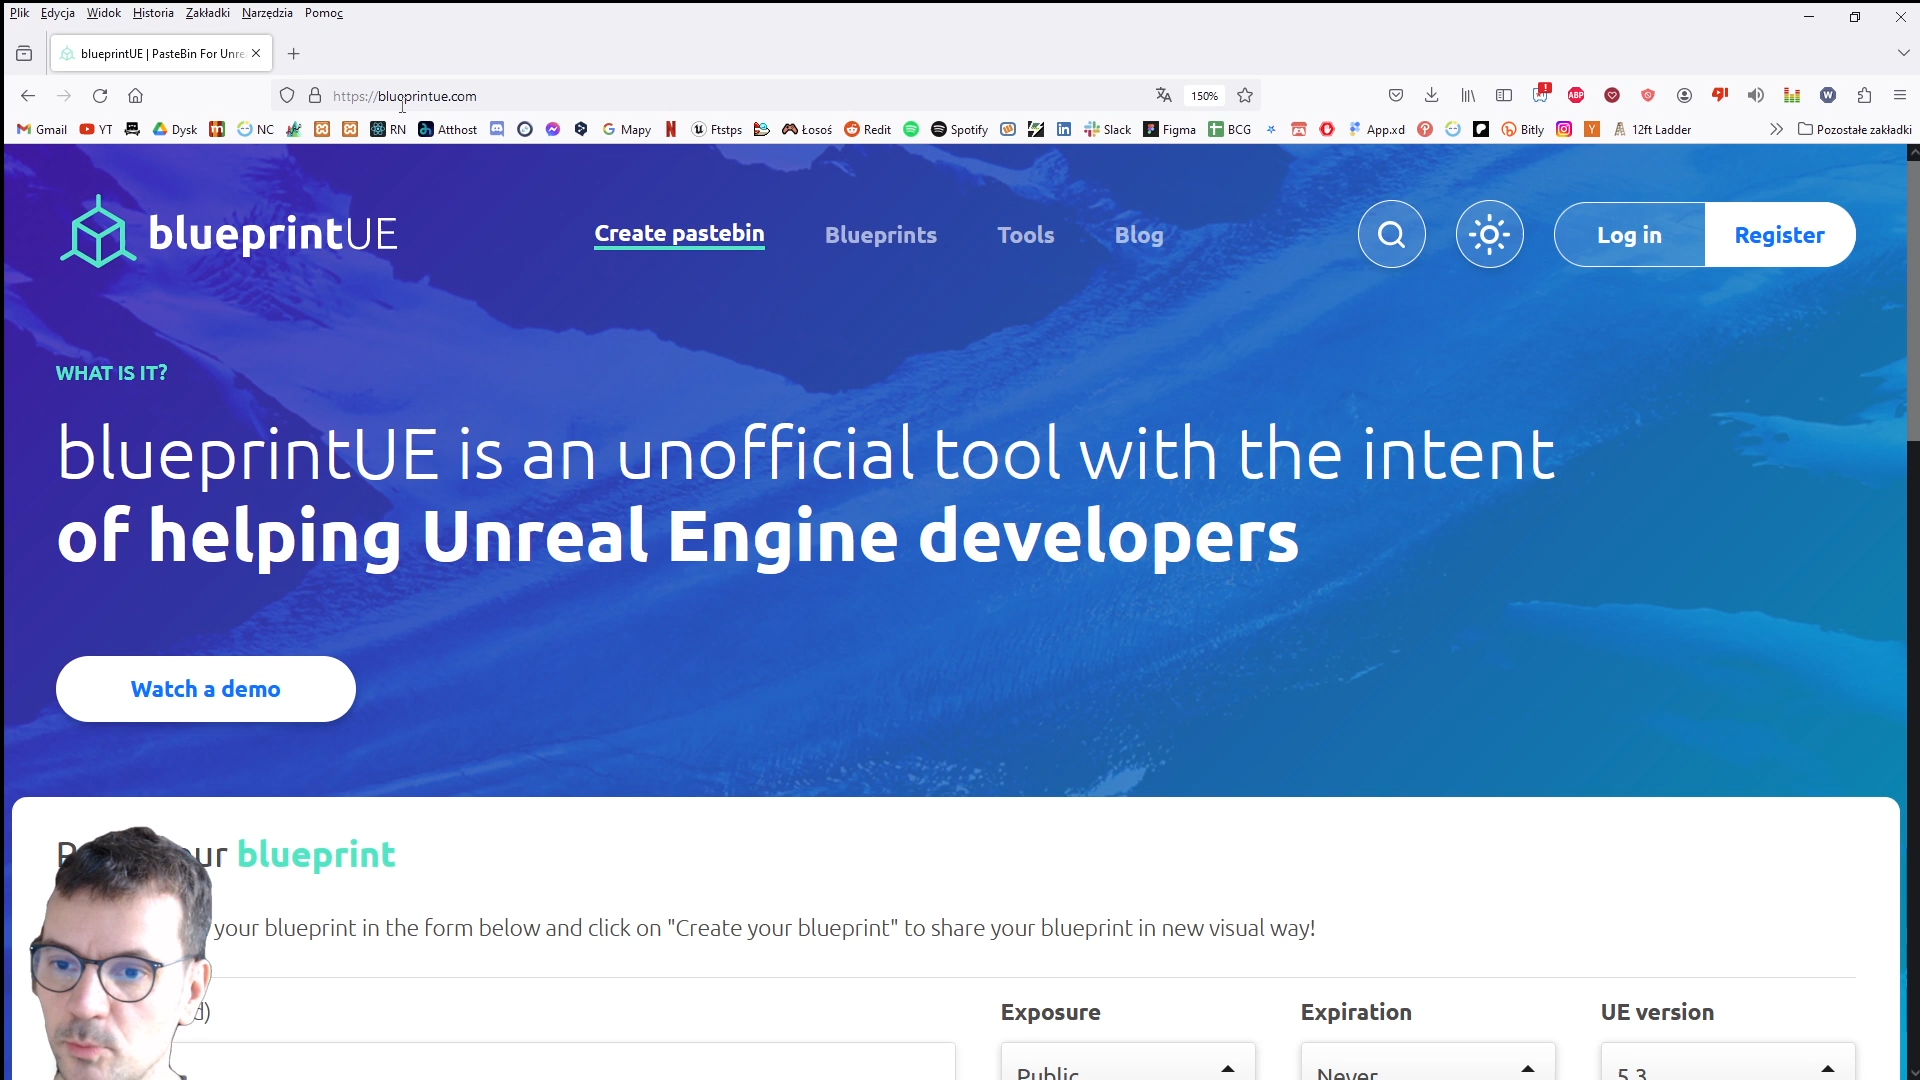 Plik Edycja Widok Historia Zakładki Narzędzia Pomoc
blueprintUE | PasteBin For Unre
https://blueprintue.com
150%
Gmail YT Dysk NC RN Atthost Mapy Ftstps Łosoś Redit Spotify Slack Figma BCG App.xd Bitly 12ft Ladder Pozostałe zakładki
blueprintUE
Create pastebin Blueprints Tools Blog
Log in Register
WHAT IS IT?
blueprintUE is an unofficial tool with the intent
of helping Unreal Engine developers
Watch a demo
ur blueprint
your blueprint in the form below and click on "Create your blueprint" to share your blueprint in new visual way!
d)
Exposure Expiration UE version
Public Never 5.3